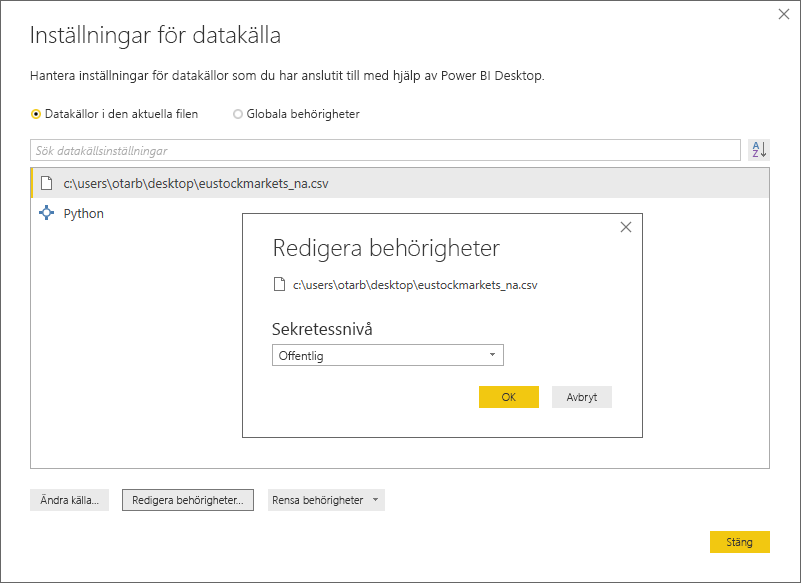 Inställningar för datakälla
Hantera inställningar för datakällor som du har anslutit till med hjälp av Power BI Desktop.
Datakällor i den aktuella filen
Globala behörigheter
Sök datakällsinställningar
A
Z
c:\users\otarb\desktop\eustockmarkets_na.csv
Python
Redigera behörigheter
c:\users\otarb\desktop\eustockmarkets_na.csv
Sekretessnivå
Offentlig
OK
Avbryt
Ändra källa...
Redigera behörigheter...
Rensa behörigheter
Stäng